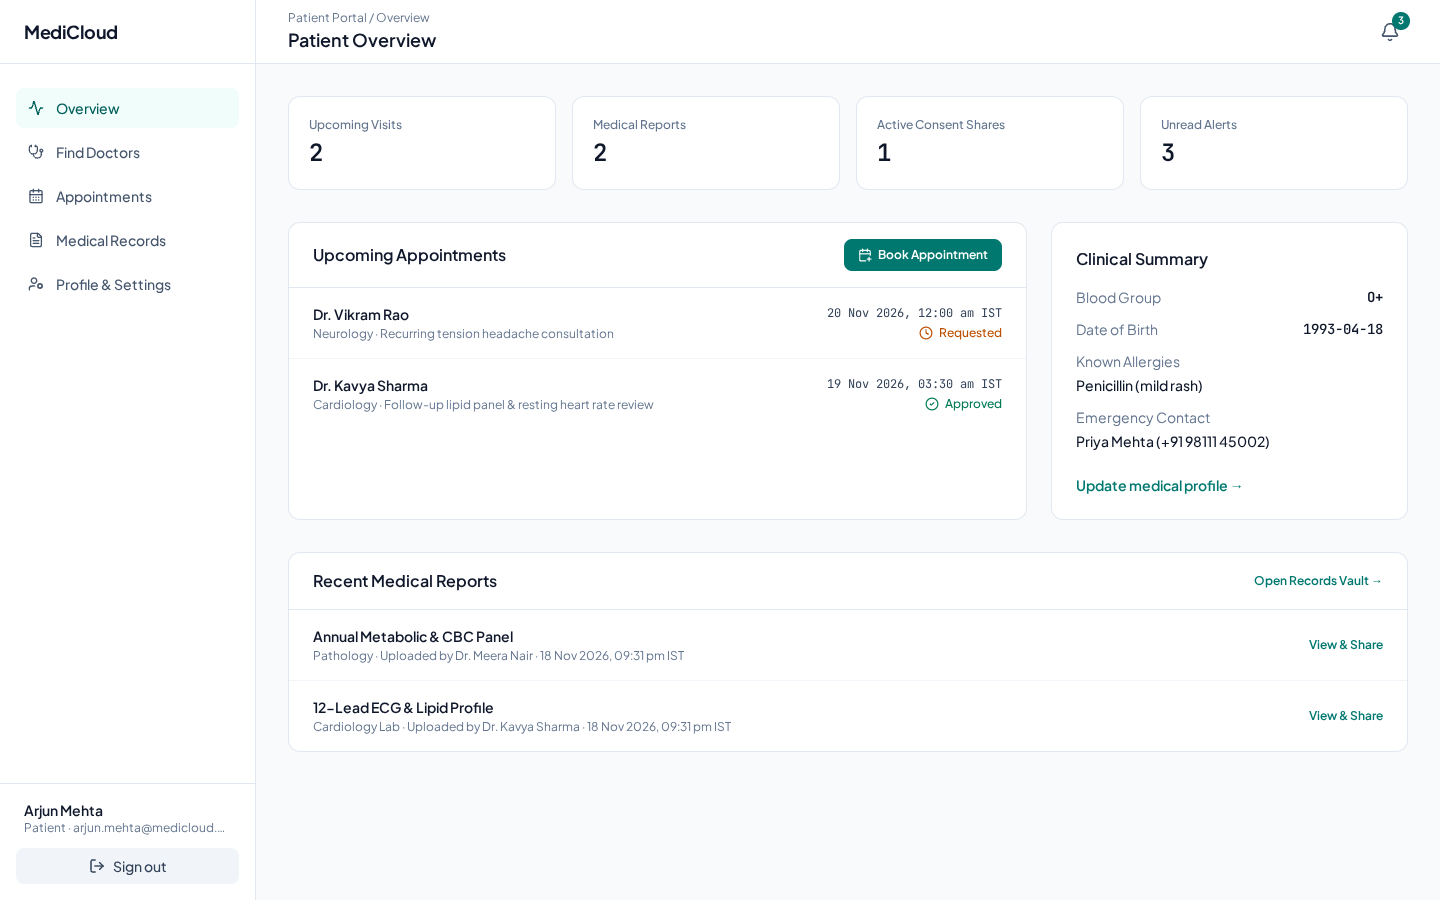 MediCloud
Overview
Find Doctors
Appointments
Medical Records
Profile & Settings
Arjun Mehta
Patient · arjun.mehta@medicloud....
Sign out
Patient Portal / Overview
Patient Overview
3
Upcoming Visits
2
Medical Reports
2
Active Consent Shares
1
Unread Alerts
3
Upcoming Appointments
Book Appointment
Dr. Vikram Rao
Neurology · Recurring tension headache consultation
20 Nov 2026, 12:00 am IST
Requested
Dr. Kavya Sharma
Cardiology · Follow-up lipid panel & resting heart rate review
19 Nov 2026, 03:30 am IST
Approved
Clinical Summary
Blood Group O+
Date of Birth 1993-04-18
Known Allergies
Penicillin (mild rash)
Emergency Contact
Priya Mehta (+91 98111 45002)
Update medical profile →
Recent Medical Reports
Open Records Vault →
Annual Metabolic & CBC Panel
Pathology · Uploaded by Dr. Meera Nair · 18 Nov 2026, 09:31 pm IST
View & Share
12-Lead ECG & Lipid Profile
Cardiology Lab · Uploaded by Dr. Kavya Sharma · 18 Nov 2026, 09:31 pm IST
View & Share